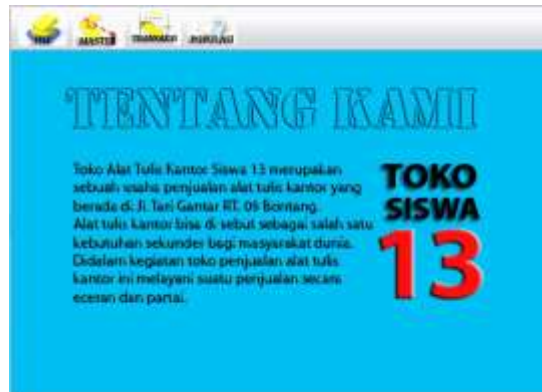 MASTER
TENTANG KAMI
Toko Alat Tulis Kantor Siswa 13 merupakan
sebuah usaha penjualan alat tulis kantor yang
berada di Jl. Tari Gantar RT. 05 Bontang.
Alat tulis kantor bisa di sebut sebagai salah satu
kebutuhan sekunder bagi masyarakat dunia.
Didalam kegiatan toko penjualan alat tulis
kantor ini melayani suatu penjualan secara
eceran dan partai.
TOKO
SISWA
13